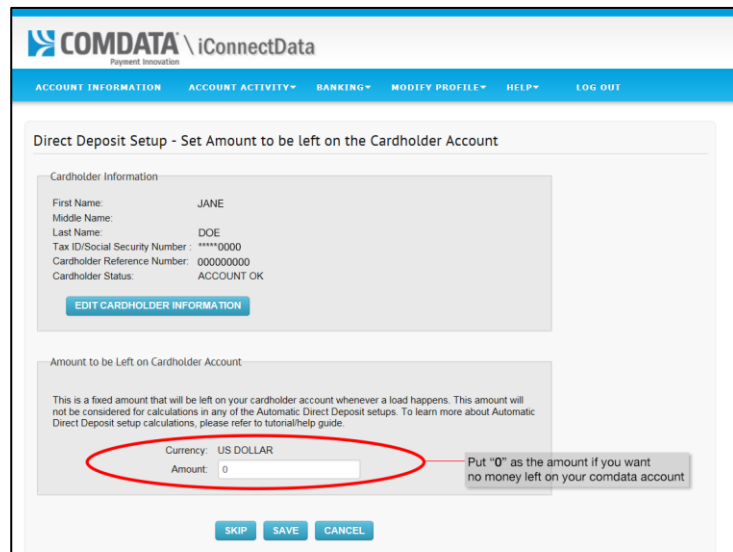 COMDATA \ iConnectData
Payment Innovation
ACCOUNT INFORMATION ACCOUNT ACTIVITY BANKING MODIFY PROFILE HELP LOG OUT
Direct Deposit Setup - Set Amount to be left on the Cardholder Account
Cardholder Information
First Name: JANE
Middle Name:
Last Name: DOE
Tax ID/Social Security Number : *****0000
Cardholder Reference Number: 000000000
Cardholder Status: ACCOUNT OK
EDIT CARDHOLDER INFORMATION
Amount to be Left on Cardholder Account
This is a fixed amount that will be left on your cardholder account whenever a load happens. This amount will
not be considered for calculations in any of the Automatic Direct Deposit setups. To learn more about Automatic
Direct Deposit setup calculations, please refer to tutorial/help guide.
Currency: US DOLLAR
Amount: 0
Put “0” as the amount if you want
no money left on your comdata account
SKIP SAVE CANCEL